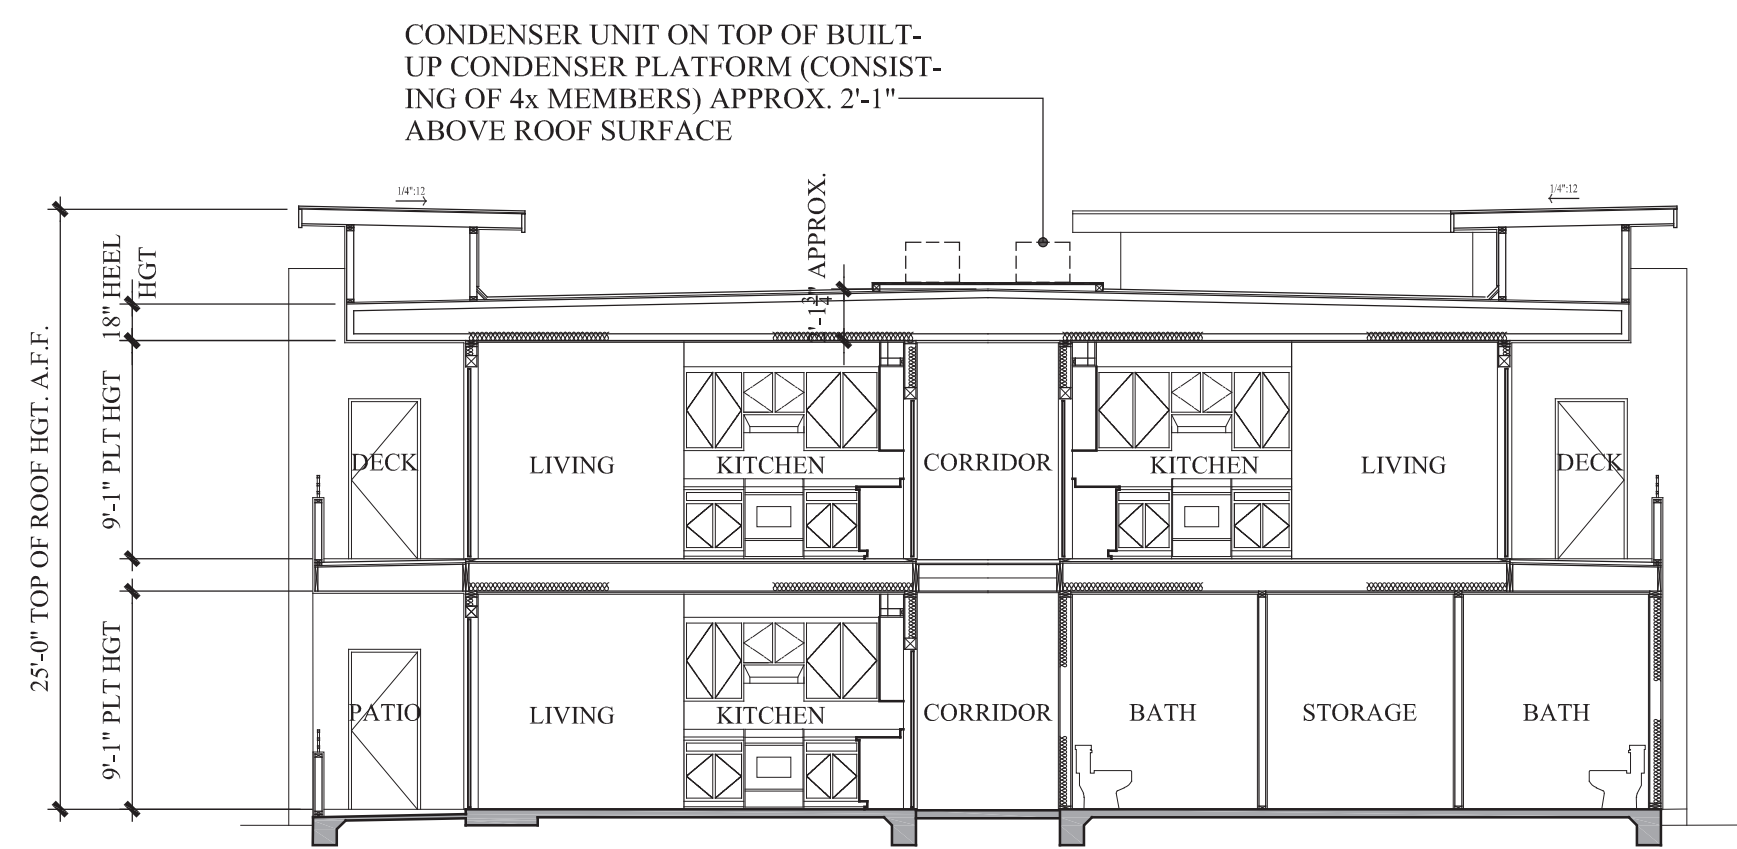 CONDENSER UNIT ON TOP OF BUILT-
UP CONDENSER PLATFORM (CONSIST-
ING OF 4x MEMBERS) APPROX. 2'-1"
ABOVE ROOF SURFACE
1/4":12
1/4":12
25'-0" TOP OF ROOF HGT. A.F.F.
18" HEEL
HGT
9'-1" PLT HGT
9'-1" PLT HGT
'-1 3/4" APPROX.
DECK
LIVING
KITCHEN
CORRIDOR
KITCHEN
LIVING
DECK
PATIO
LIVING
KITCHEN
CORRIDOR
BATH
STORAGE
BATH